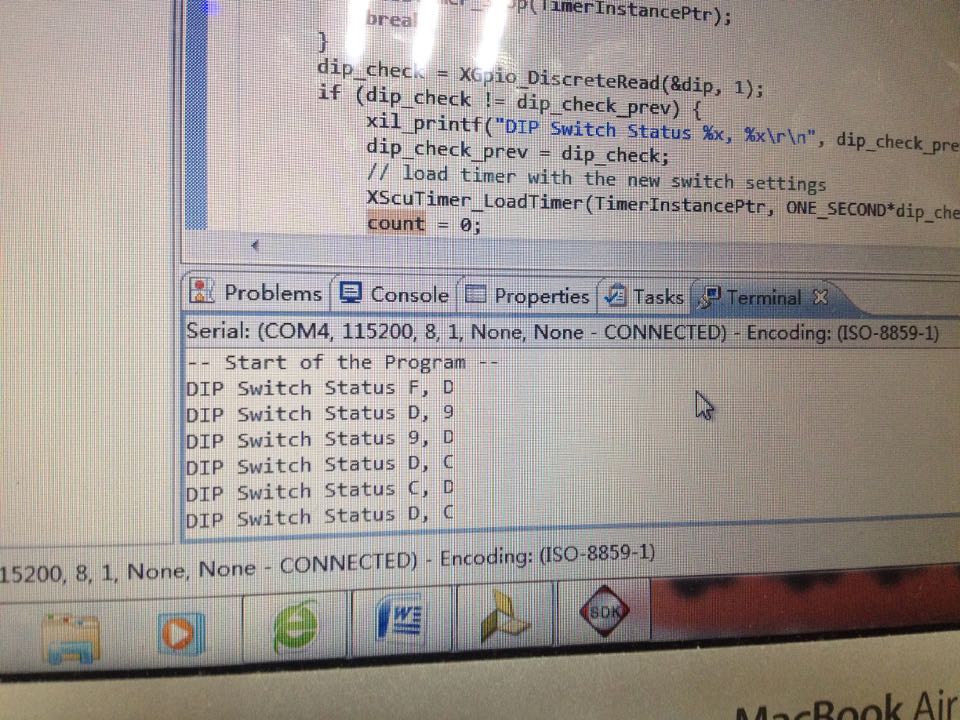 (TimerInstancePtr);
brea
}
dip_check = XGpio_DiscreteRead(&dip, 1);
if (dip_check != dip_check_prev) {
xil_printf("DIP Switch Status %x, %x\r\n", dip_check_pre
dip_check_prev = dip_check;
// load timer with the new switch settings
XScuTimer_LoadTimer(TimerInstancePtr, ONE_SECOND*dip_che
count = 0;
Problems Console Properties Tasks Terminal
Serial: (COM4, 115200, 8, 1, None, None - CONNECTED) - Encoding: (ISO-8859-1)
-- Start of the Program --
DIP Switch Status F, D
DIP Switch Status D, 9
DIP Switch Status 9, D
DIP Switch Status D, C
DIP Switch Status C, D
DIP Switch Status D, C
15200, 8, 1, None, None - CONNECTED) - Encoding: (ISO-8859-1)
W
SDK
MacBook Air